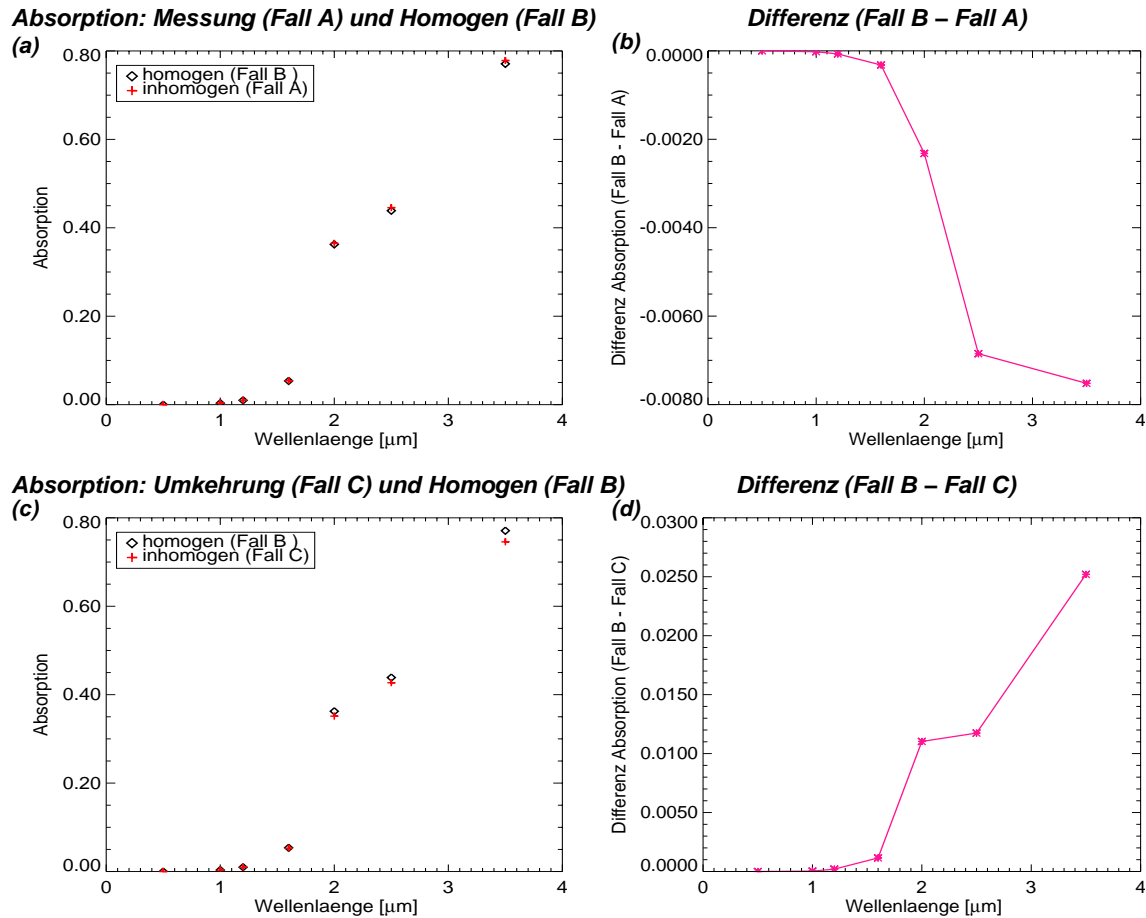 Absorption: Messung (Fall A) und Homogen (Fall B)
(a)
0.80
0.60
0.40
0.20
0.00
Absorption
homogen (Fall B )
inhomogen (Fall A)
0 1 2 3 4
Wellenlaenge [μm]
Differenz (Fall B – Fall A)
(b)
0.0000
-0.0020
-0.0040
-0.0060
-0.0080
Differenz Absorption (Fall B - Fall A)
0 1 2 3 4
Wellenlaenge [μm]
Absorption: Umkehrung (Fall C) und Homogen (Fall B)
(c)
0.80
0.60
0.40
0.20
0.00
Absorption
homogen (Fall B )
inhomogen (Fall C)
0 1 2 3 4
Wellenlaenge [μm]
Differenz (Fall B – Fall C)
(d)
0.0300
0.0250
0.0200
0.0150
0.0100
0.0050
0.0000
Differenz Absorption (Fall B - Fall C)
0 1 2 3 4
Wellenlaenge [μm]